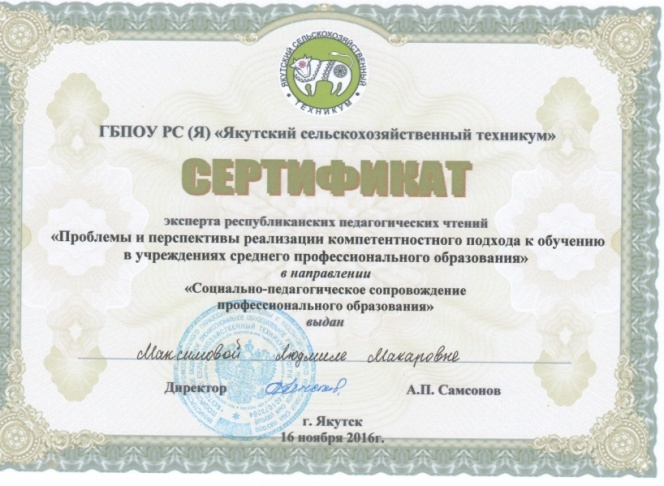 ЯКУТСКИЙ СЕЛЬСКОХОЗЯЙСТВЕННЫЙ
ТЕХНИКУМ
ГБПОУ РС (Я) «Якутский сельскохозяйственный техникум»
СЕРТИФИКАТ
эксперта республиканских педагогических чтений
«Проблемы и перспективы реализации компетентностного подхода к обучению
в учреждениях среднего профессионального образования»
в направлении
«Социально-педагогическое сопровождение
профессионального образования»
выдан
Максимовой Людмиле Макаровне
Директор А.П. Самсонов
г. Якутск
16 ноября 2016г.